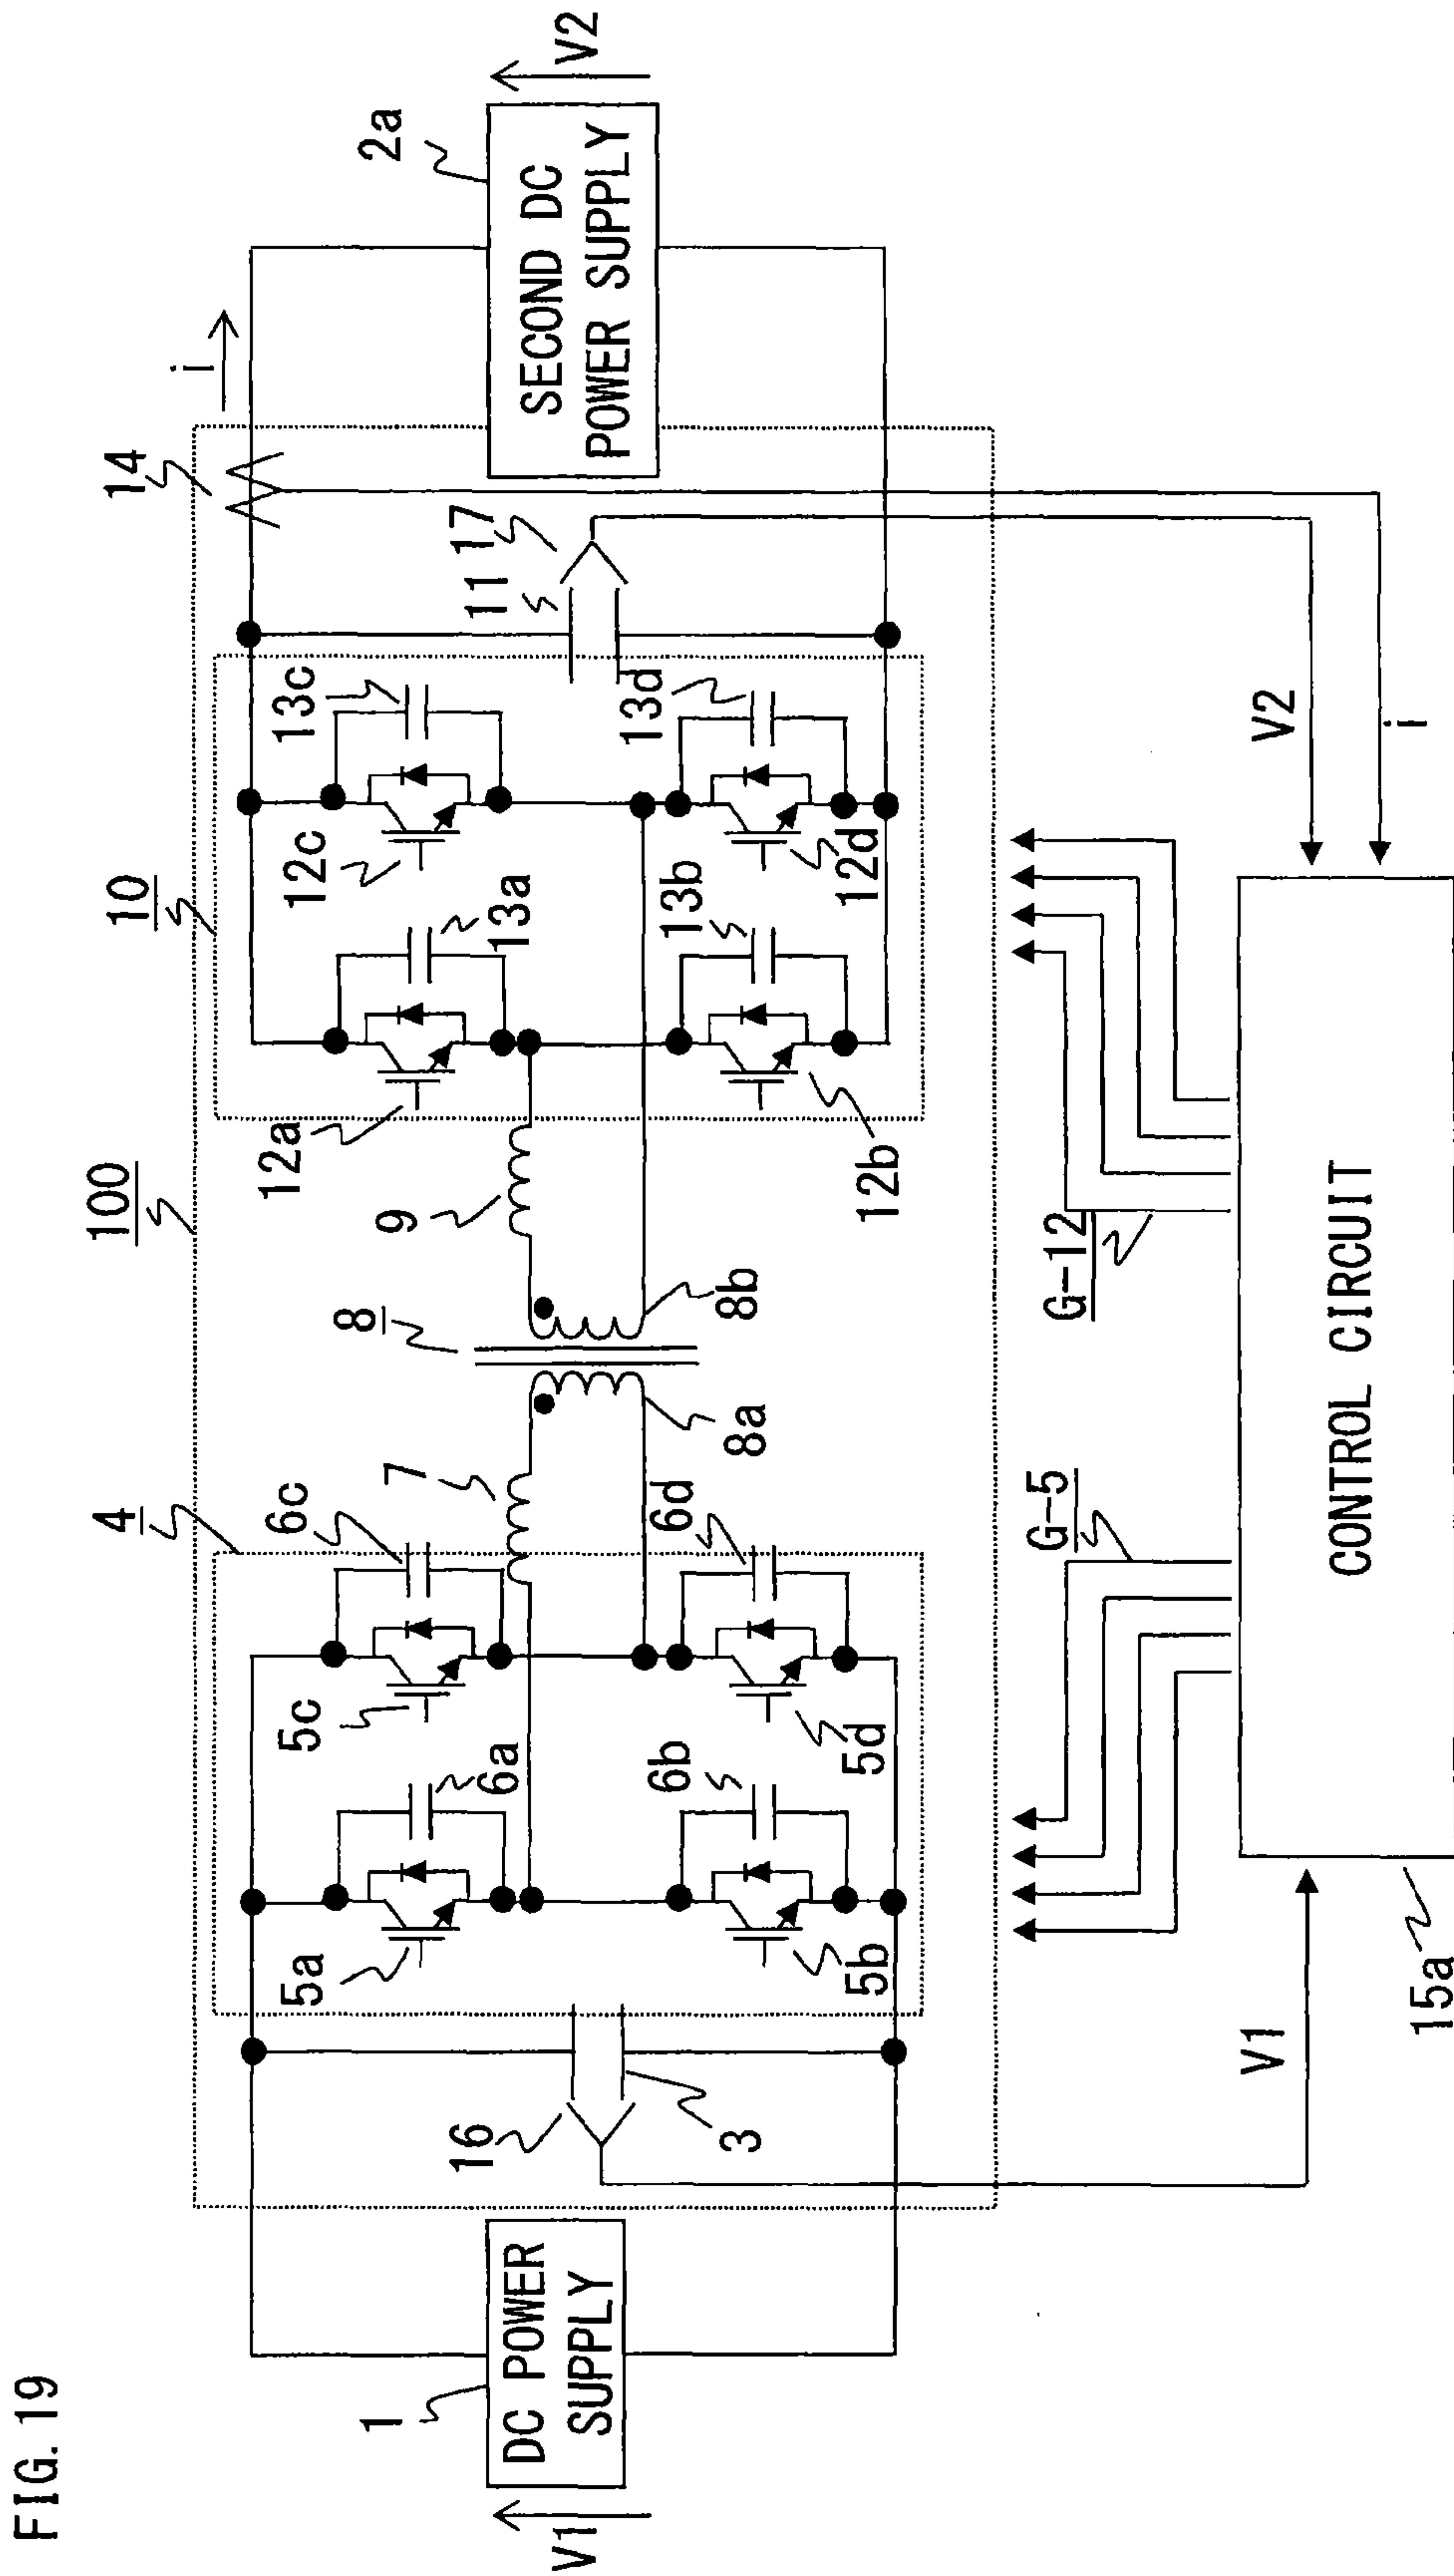 FIG. 19
100
4
10
14
i
5a
6a
5c
6c
7
8
9
12a
13a
12c
13c
11
17
2a
V2
V1
1
DC POWER
SUPPLY
16
3
5b
6b
5d
6d
8a
8b
12b
13b
12d
13d
SECOND DC
POWER SUPPLY
V1
G-5
G-12
V2
i
15a
CONTROL CIRCUIT